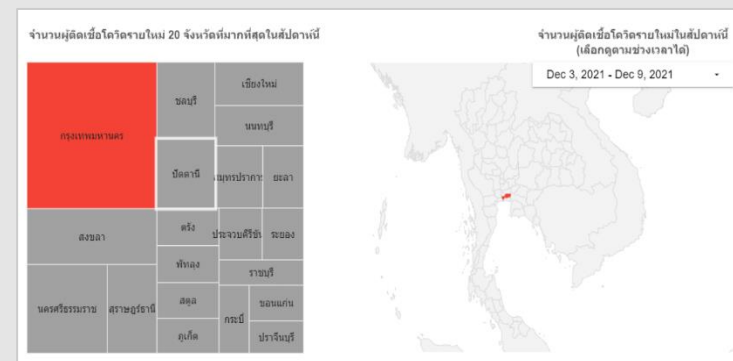 จำนวนผู้ติดเชื้อโควิดรายใหม่ 20 จังหวัดที่มากที่สุดในสัปดาห์นี้
กรุงเทพมหานคร
สงขลา
นครศรีธรรมราช
สุราษฎร์ธานี
ชลบุรี
ปัตตานี
ตรัง
พัทลุง
สตูล
ภูเก็ต
เชียงใหม่
นนทบุรี
มุทรปราการ
ยะลา
ประจวบคีรีขัน
ระยอง
ราชบุรี
กระบี่
ขอนแก่น
ปราจีนบุรี
จำนวนผู้ติดเชื้อโควิดรายใหม่ในสัปดาห์นี้
(เลือกดูตามช่วงเวลาได้)
Dec 3, 2021 - Dec 9, 2021